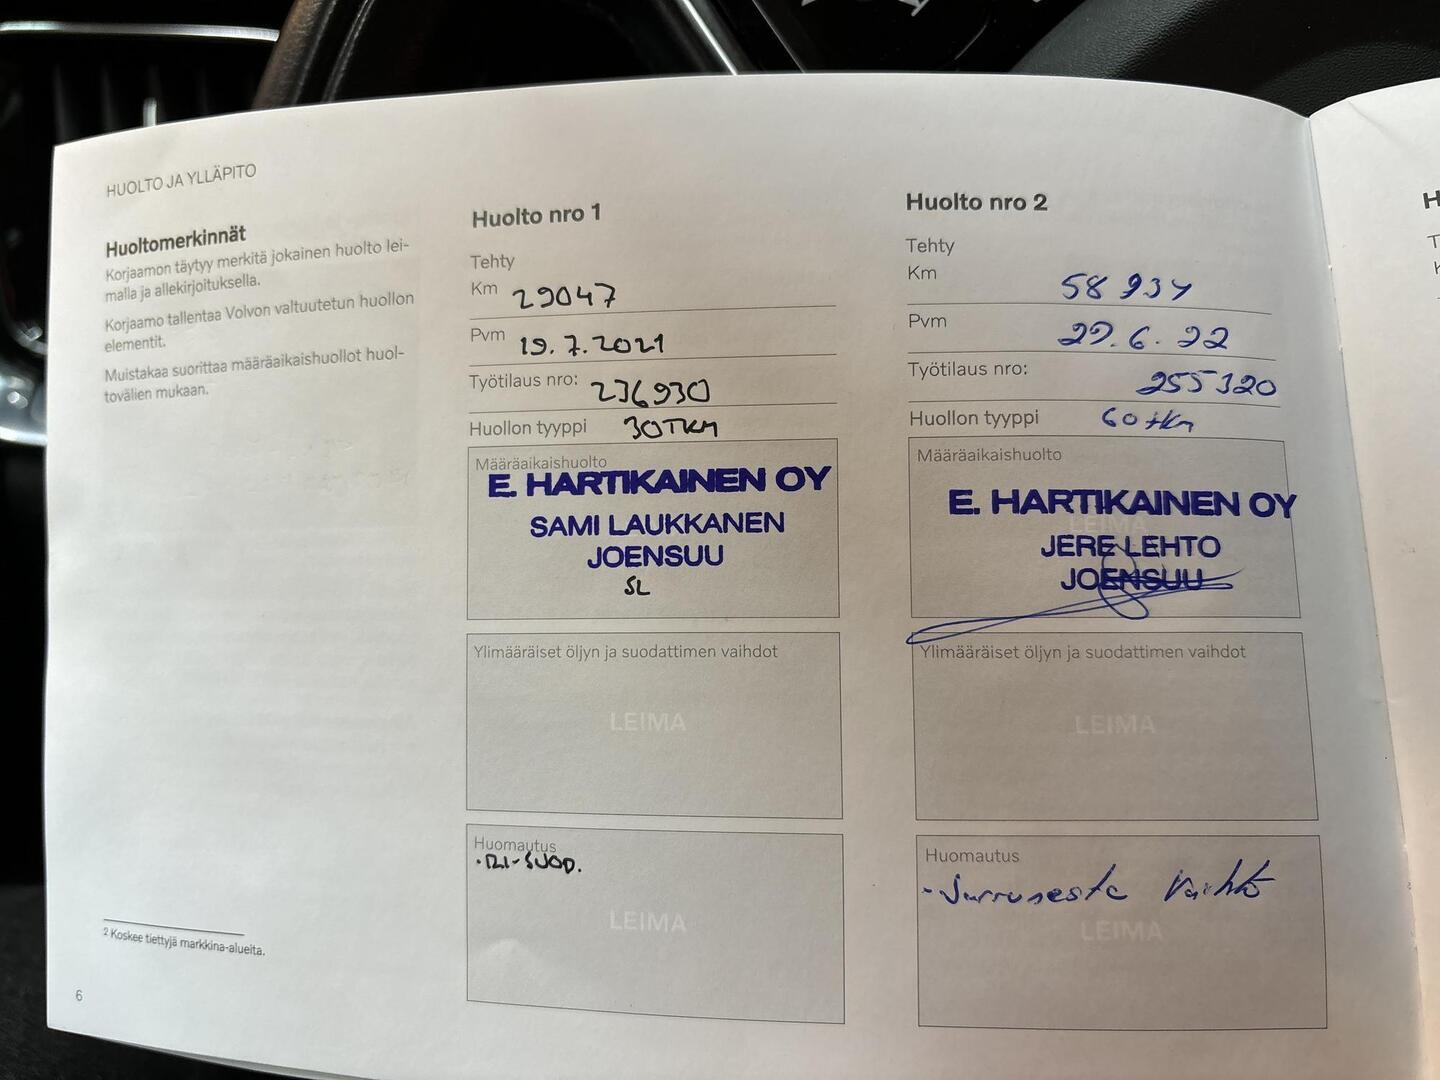 HUOLTO JA YLLÄPITO
Huoltomerkinnät
Korjaamon täytyy merkitä jokainen huolto lei-
malla ja allekirjoituksella.
Korjaamo tallentaa Volvon valtuutetun huollon
elementit.
Muistakaa suorittaa määräaikaishuollot huol-
tovälien mukaan.
2 Koskee tiettyjä markkina-alueita.
6
Huolto nro 1
Tehty
Km 29047
Pvm 19.7.2021
Työtilaus nro: 236930
Huollon tyyppi 30TKM
Määräaikaishuolto
E. HARTIKAINEN OY
SAMI LAUKKANEN
JOENSUU
SL
Ylimääräiset öljyn ja suodattimen vaihdot
LEIMA
Huomautus
LEIMA
Huolto nro 2
Tehty
Km 58934
Pvm 29.6.22
Työtilaus nro: 255320
Huollon tyyppi 60tkm
Määräaikaishuolto
LEIMA
E. HARTIKAINEN OY
JERE LEHTO
JOENSUU
Ylimääräiset öljyn ja suodattimen vaihdot
LEIMA
Huomautus
- Jarruneste Vaihto
LEIMA